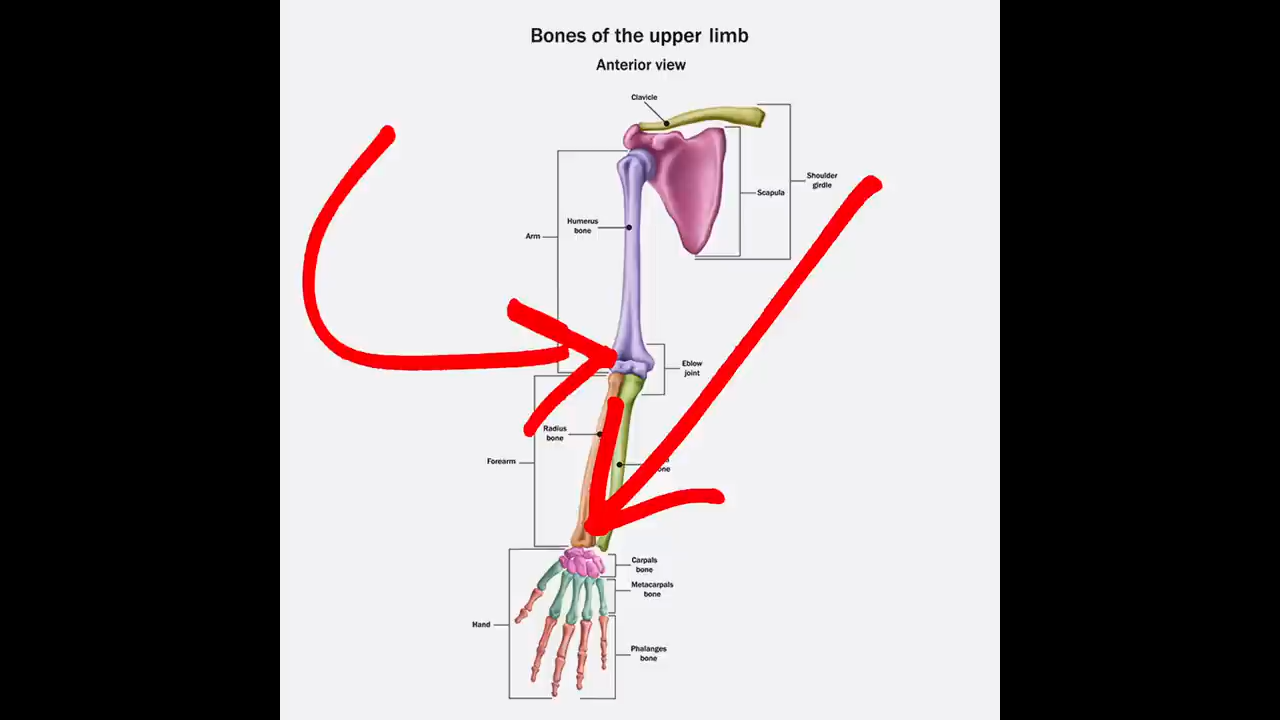 Bones of the upper limb
Anterior view
Clavicle
Shoulder
girdle
Scapula
Humerus
bone
Arm
Eblow
joint
Radius
bone
Forearm
Carpals
bone
Metacarpals
bone
Hand
Phalanges
bone